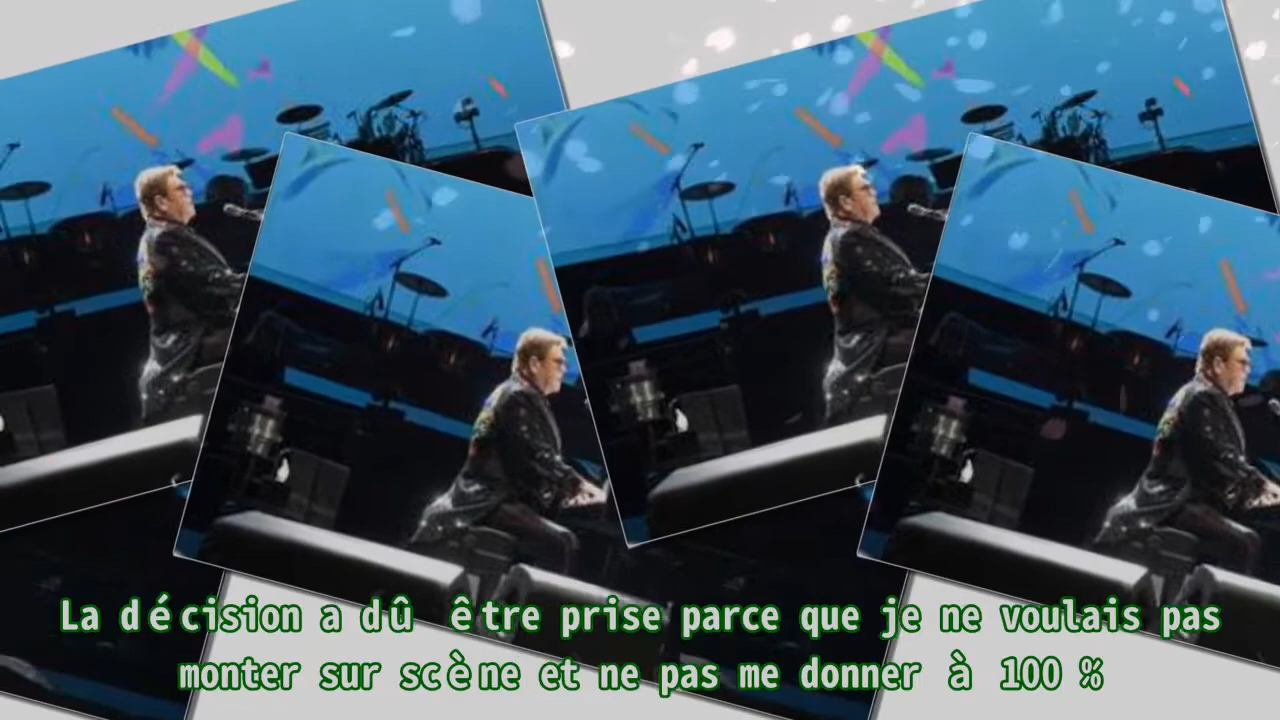 La décision a dû être prise parce que je ne voulais pas
monter sur scène et ne pas me donner à 100 %